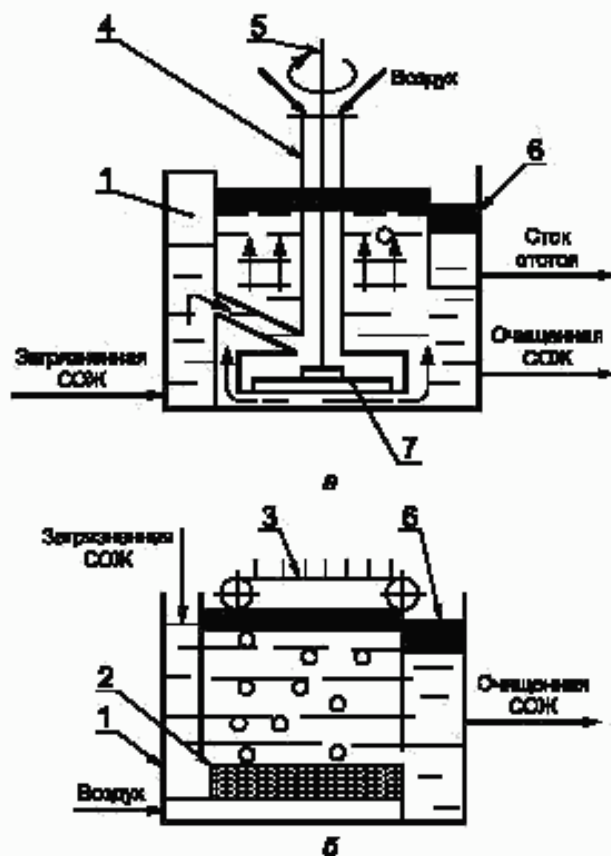 4
5
Воздух
1
6
Сток
отстоя
Загрязненная
СОЖ
Очищенная
СОЖ
7
а
Загрязненная
СОЖ
3
6
2
Очищенная
СОЖ
1
Воздух
б